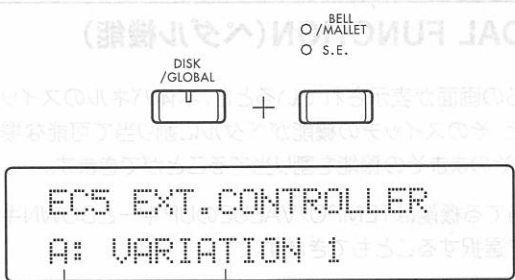 BELL
/MALLET
S.E.
DISK
/GLOBAL
+
EC5 EXT.CONTROLLER
A: VARIATION 1